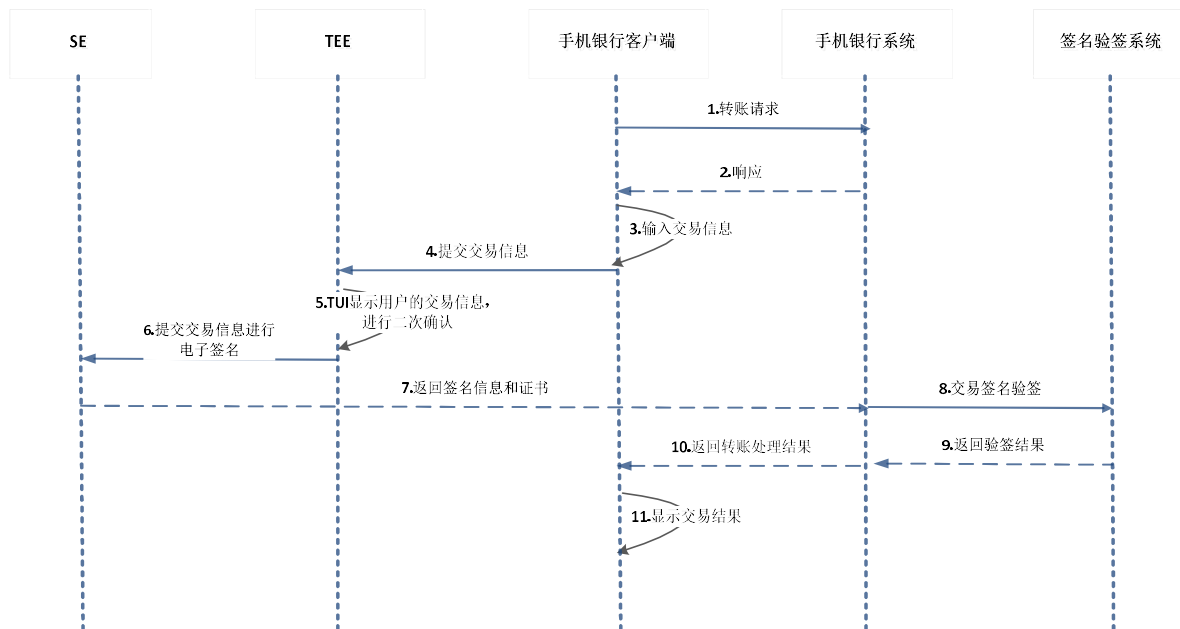 SE
TEE
手机银行客户端
手机银行系统
签名验签系统
1.转账请求
2.响应
3.输入交易信息
4.提交交易信息
5.TUI显示用户的交易信息，
进行二次确认
6.提交交易信息进行
电子签名
7.返回签名信息和证书
8.交易签名验签
9.返回验签结果
10.返回转账处理结果
11.显示交易结果